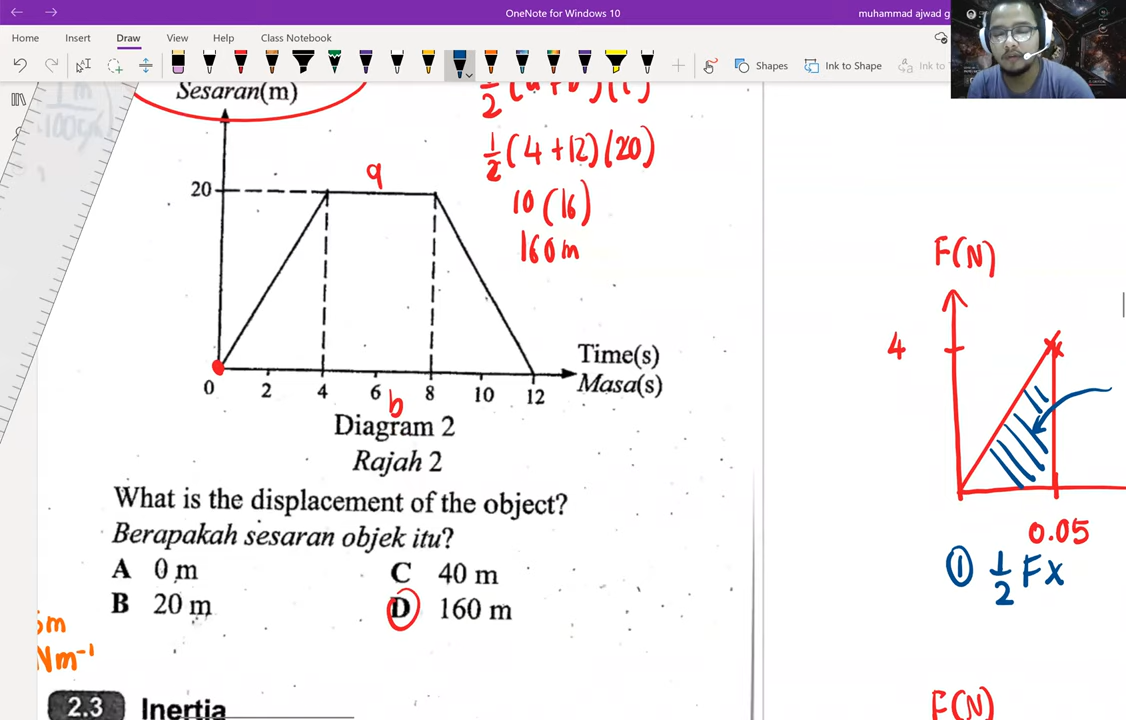 OneNote for Windows 10
muhammad ajwad g
Home Insert Draw View Help Class Notebook
Shapes Ink to Shape Ink to
Sesaran(m)
20
0 2 4 6 8 10 12
a
b
Time(s)
Masa(s)
Diagram 2
Rajah 2
½(4+12)(20)
10(16)
160m
What is the displacement of the object?
Berapakah sesaran objek itu?
A 0 m
B 20 m
C 40 m
D 160 m
Nm⁻¹
2.3 Inertia
F(N)
4
0.05
① ½ Fx
F(N)